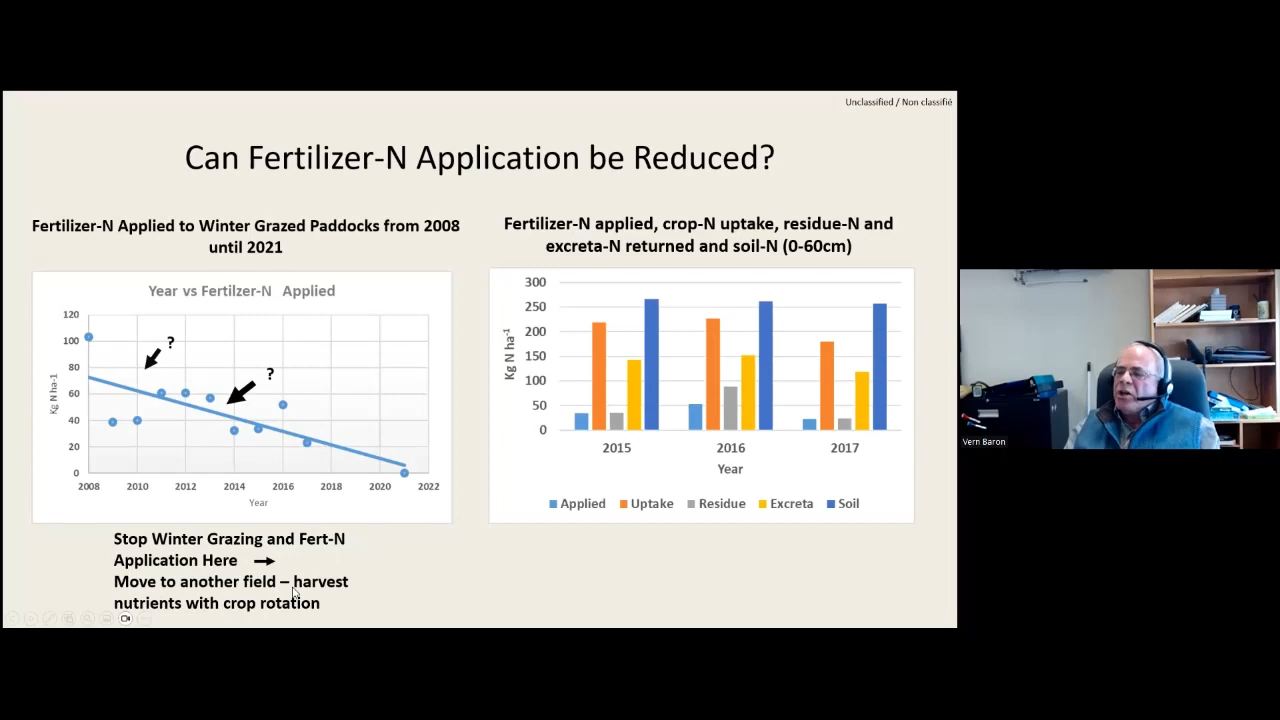 Unclassified / Non classifié
Can Fertilizer-N Application be Reduced?
Fertilizer-N Applied to Winter Grazed Paddocks from 2008
until 2021
Year vs Fertilzer-N Applied
Kg N ha-1
120
100
80
60
40
20
0
?
?
2008 2010 2012 2014 2016 2018 2020 2022
Year
Stop Winter Grazing and Fert-N
Application Here
Move to another field – harvest
nutrients with crop rotation
Fertilizer-N applied, crop-N uptake, residue-N and
excreta-N returned and soil-N (0-60cm)
Kg N ha-1
300
250
200
150
100
50
0
2015 2016 2017
Year
Applied Uptake Residue Excreta Soil
Vern Baron